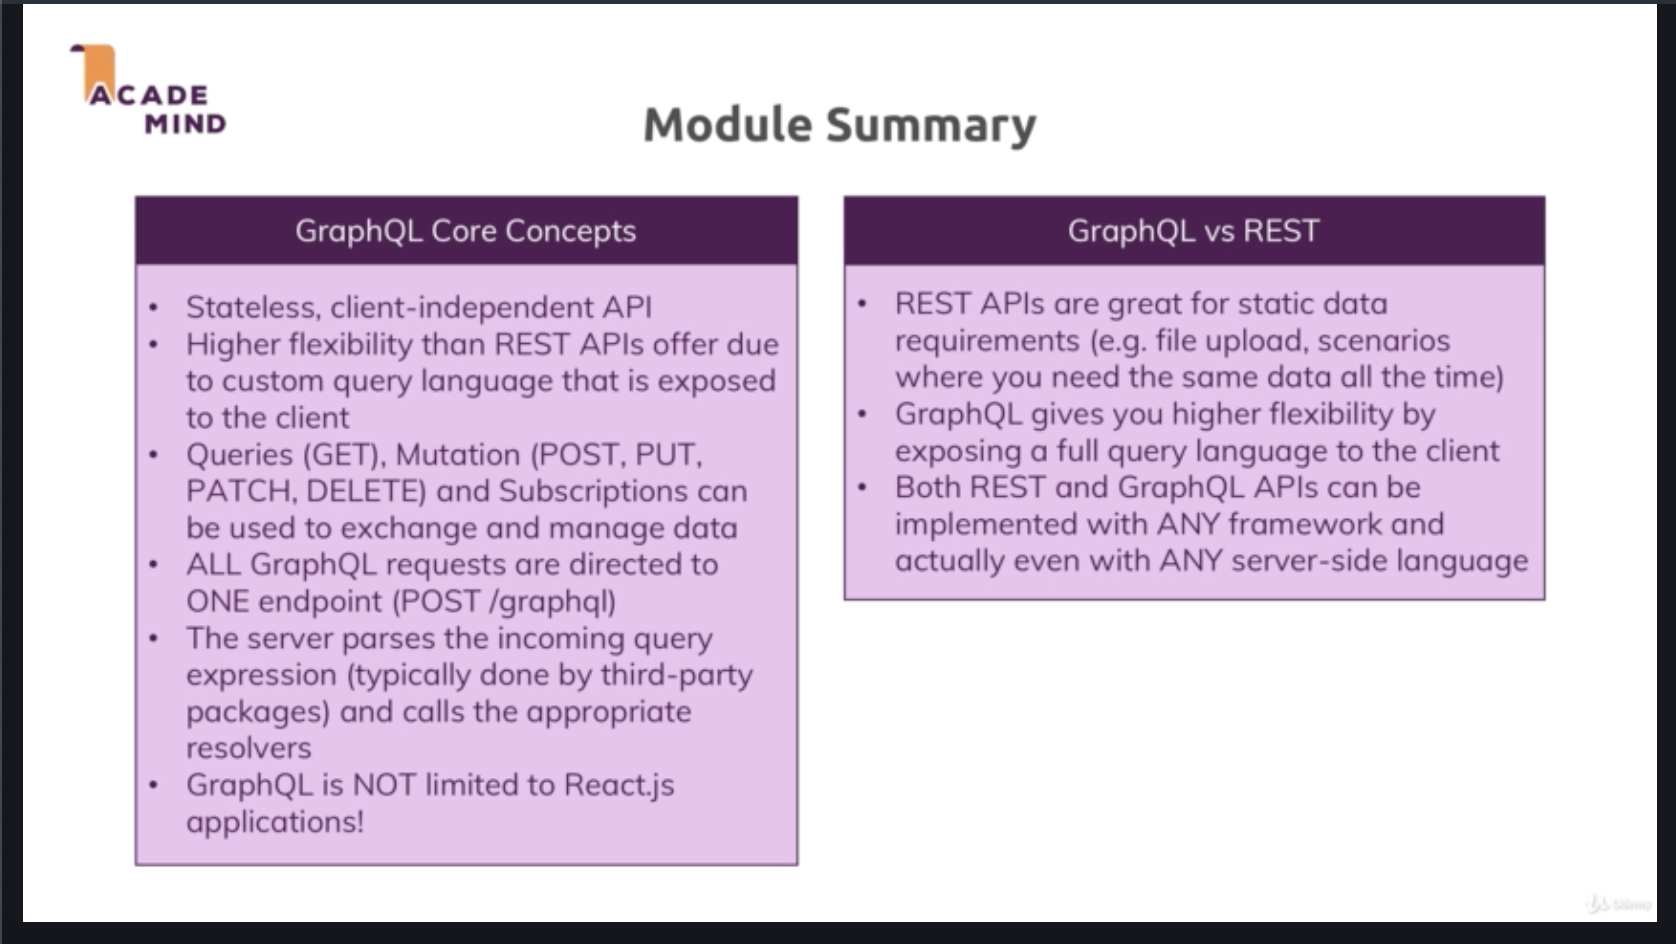 ACADE
MIND
Module Summary
GraphQL Core Concepts
• Stateless, client-independent API
• Higher flexibility than REST APIs offer due
to custom query language that is exposed
to the client
• Queries (GET), Mutation (POST, PUT,
PATCH, DELETE) and Subscriptions can
be used to exchange and manage data
• ALL GraphQL requests are directed to
ONE endpoint (POST /graphql)
• The server parses the incoming query
expression (typically done by third-party
packages) and calls the appropriate
resolvers
• GraphQL is NOT limited to React.js
applications!
GraphQL vs REST
• REST APIs are great for static data
requirements (e.g. file upload, scenarios
where you need the same data all the time)
• GraphQL gives you higher flexibility by
exposing a full query language to the client
• Both REST and GraphQL APIs can be
implemented with ANY framework and
actually even with ANY server-side language
Udemy